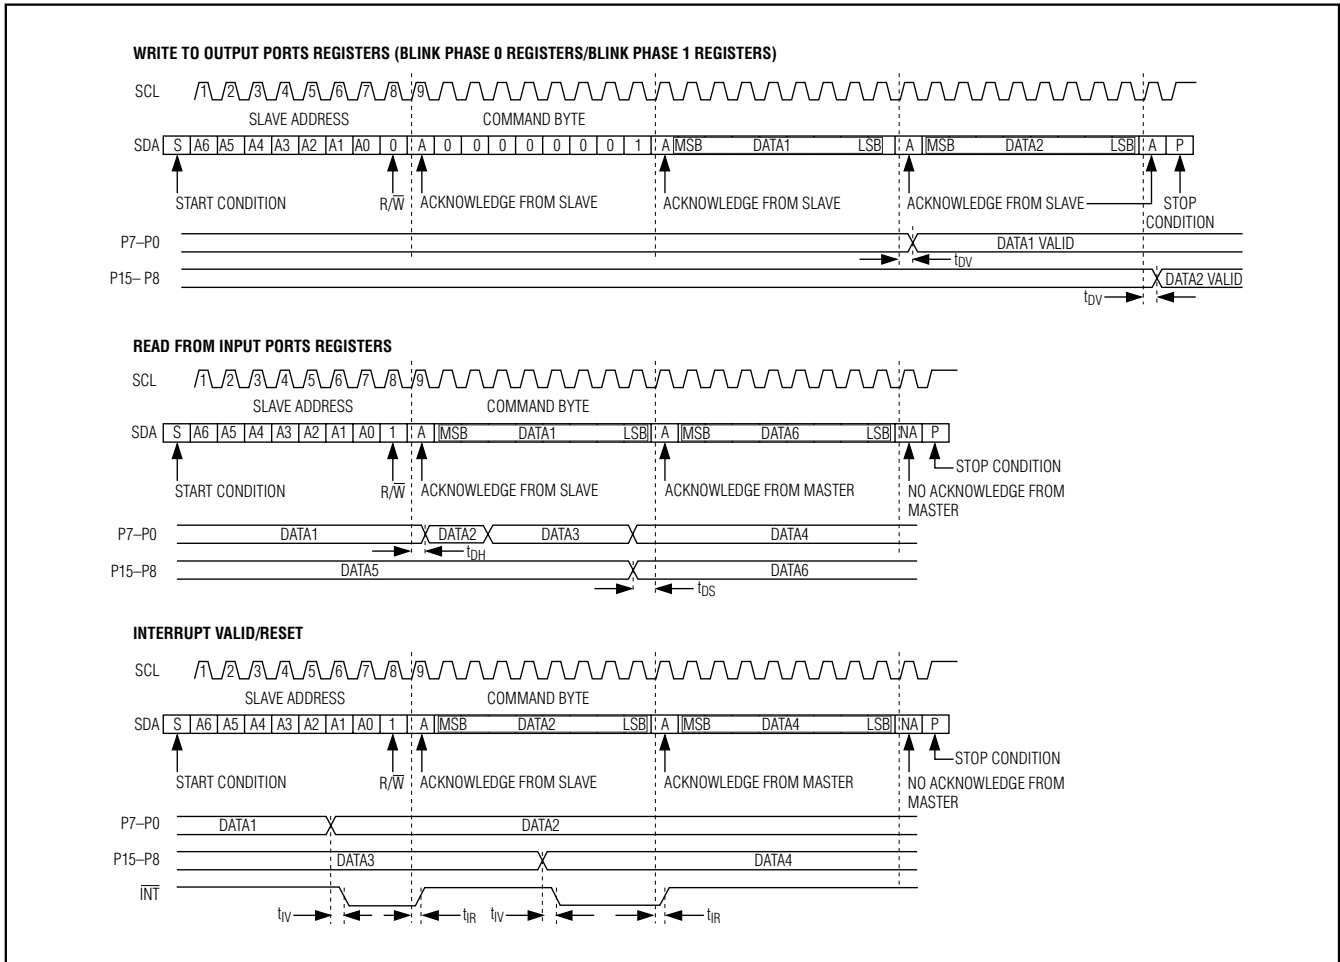 WRITE TO OUTPUT PORTS REGISTERS (BLINK PHASE 0 REGISTERS/BLINK PHASE 1 REGISTERS)
SCL 1 2 3 4 5 6 7 8 9
SLAVE ADDRESS COMMAND BYTE
SDA S A6 A5 A4 A3 A2 A1 A0 0 A 0 0 0 0 0 0 0 1 A MSB DATA1 LSB A MSB DATA2 LSB A P
START CONDITION R/W̅ ACKNOWLEDGE FROM SLAVE ACKNOWLEDGE FROM SLAVE ACKNOWLEDGE FROM SLAVE STOP
CONDITION
P7–P0 DATA1 VALID
tDV
P15– P8 DATA2 VALID
tDV
READ FROM INPUT PORTS REGISTERS
SCL 1 2 3 4 5 6 7 8 9
SLAVE ADDRESS COMMAND BYTE
SDA S A6 A5 A4 A3 A2 A1 A0 1 A MSB DATA1 LSB A MSB DATA6 LSB NA P
STOP CONDITION
START CONDITION R/W̅ ACKNOWLEDGE FROM SLAVE ACKNOWLEDGE FROM MASTER NO ACKNOWLEDGE FROM
MASTER
P7–P0 DATA1 DATA2 DATA3 DATA4
tDH
P15–P8 DATA5 DATA6
tDS
INTERRUPT VALID/RESET
SCL 1 2 3 4 5 6 7 8 9
SLAVE ADDRESS COMMAND BYTE
SDA S A6 A5 A4 A3 A2 A1 A0 1 A MSB DATA2 LSB A MSB DATA4 LSB NA P
STOP CONDITION
START CONDITION R/W̅ ACKNOWLEDGE FROM SLAVE ACKNOWLEDGE FROM MASTER NO ACKNOWLEDGE FROM
MASTER
P7–P0 DATA1 DATA2
P15–P8 DATA3 DATA4
I̅N̅T̅
tIV tIR tIV tIR